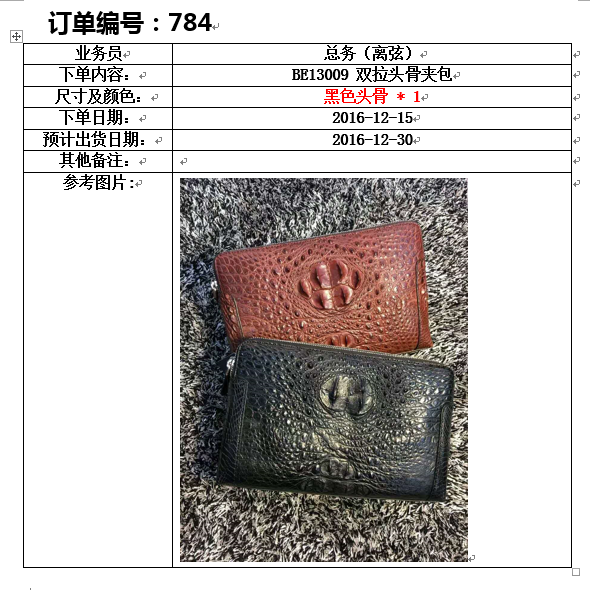 订单编号：784
业务员 总务（离弦）
下单内容： BE13009 双拉头骨夹包
尺寸及颜色： 黑色头骨 * 1
下单日期： 2016-12-15
预计出货日期： 2016-12-30
其他备注：
参考图片: